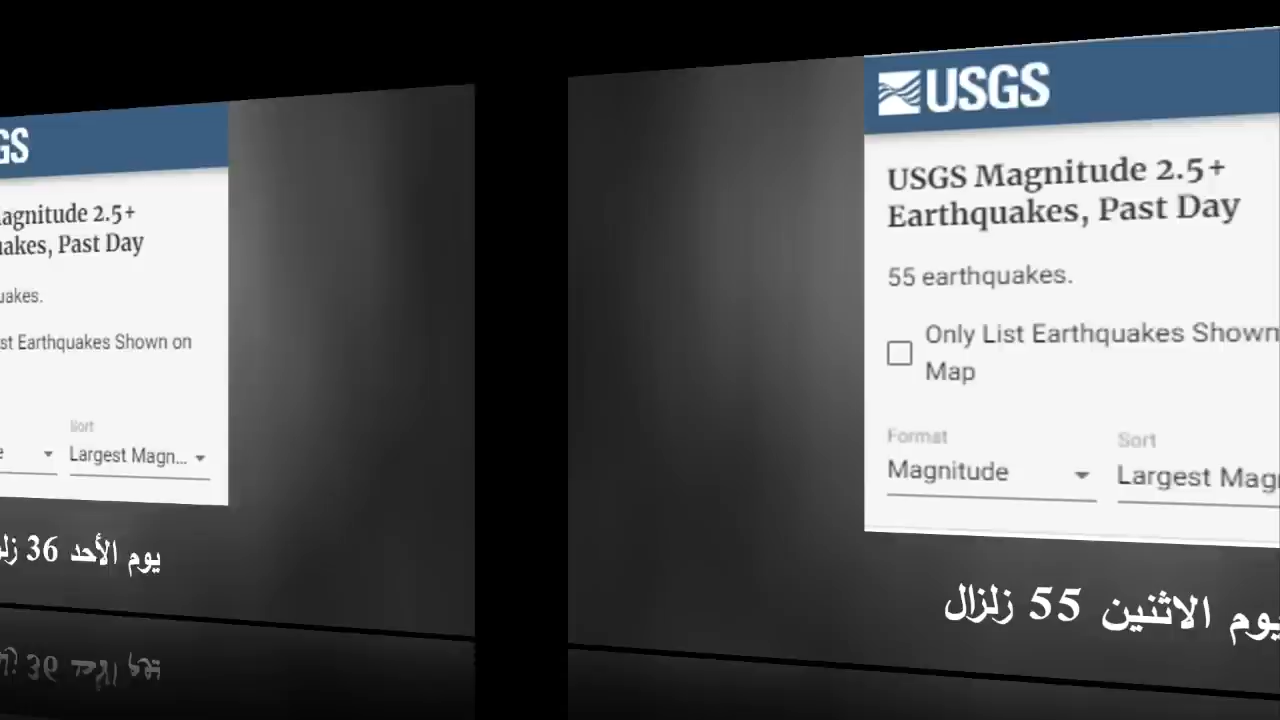 GS
agnitude 2.5+
uakes, Past Day
uakes.
st Earthquakes Shown on
Sort
Largest Magn...
يوم الأحد 36
USGS
USGS Magnitude 2.5+
Earthquakes, Past Day
55 earthquakes.
Only List Earthquakes Shown
Map
Format
Sort
Magnitude
Largest Mag
يوم الاثنين 55 زلزال